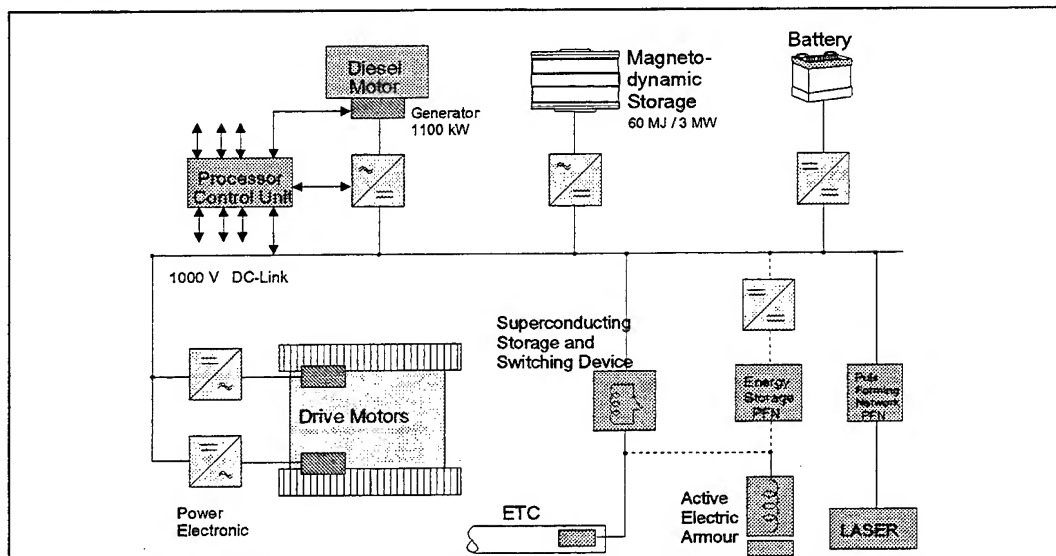 Diesel
Motor
Generator
1100 kW
Magneto-
dynamic
Storage
60 MJ / 3 MW
Battery
Processor
Control Unit
1000 V DC-Link
Superconducting
Storage and
Switching Device
Energy
Storage
PFN
Puls
Forming
Network
PFN
Drive Motors
Power
Electronic
ETC
Active
Electric
Armour
LASER